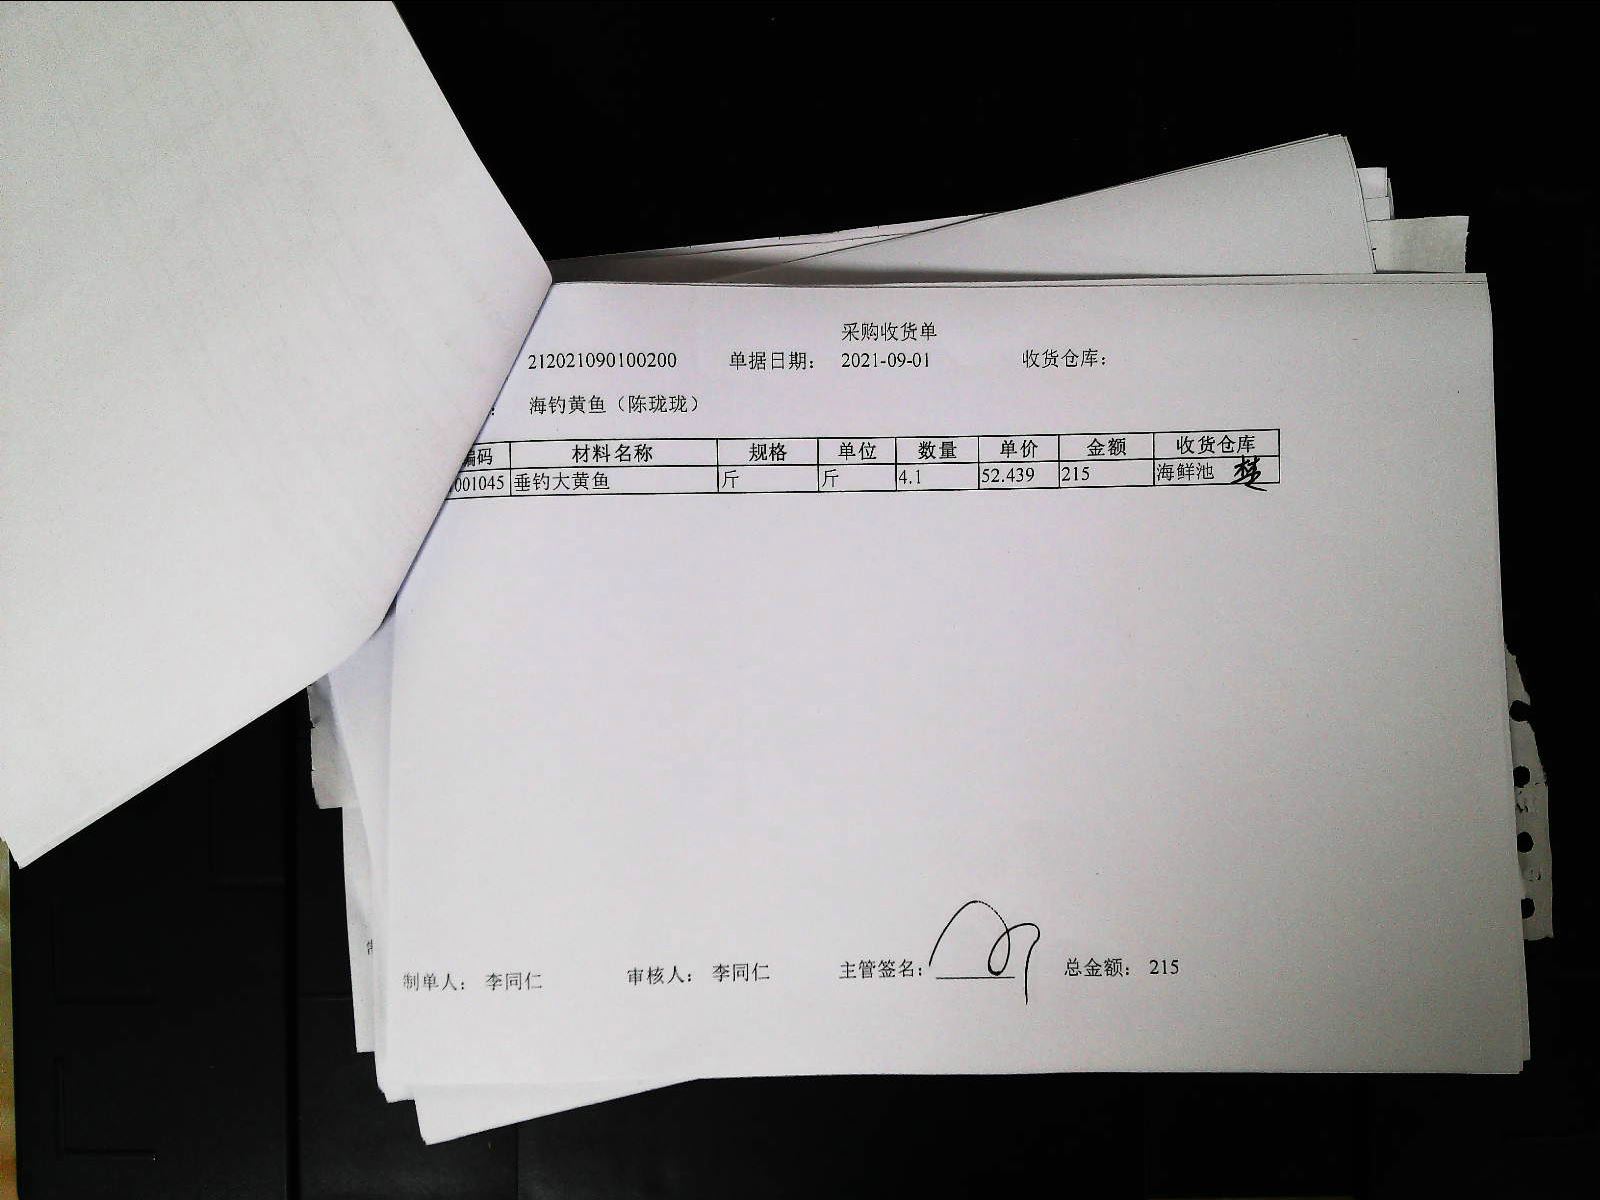 采购收货单
212021090100200 单据日期： 2021-09-01 收货仓库：
： 海钓黄鱼（陈珑珑）
编码 材料名称 规格 单位 数量 单价 金额 收货仓库
001045 垂钓大黄鱼 斤 斤 4.1 52.439 215 海鲜池
制单人： 李同仁 审核人： 李同仁 主管签名： 总金额： 215